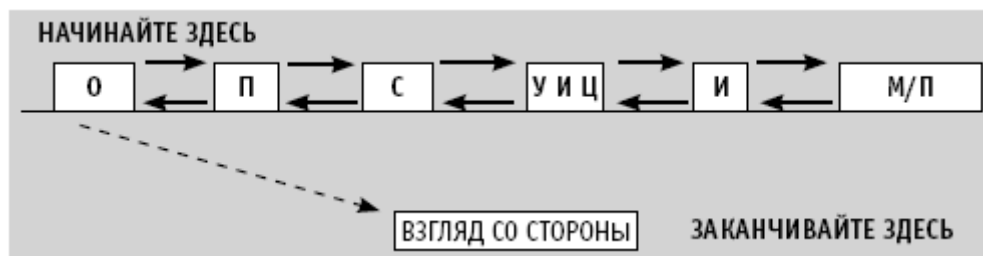 НАЧИНАЙТЕ ЗДЕСЬ
О П С У И Ц И М/П
ВЗГЛЯД СО СТОРОНЫ
ЗАКАНЧИВАЙТЕ ЗДЕСЬ